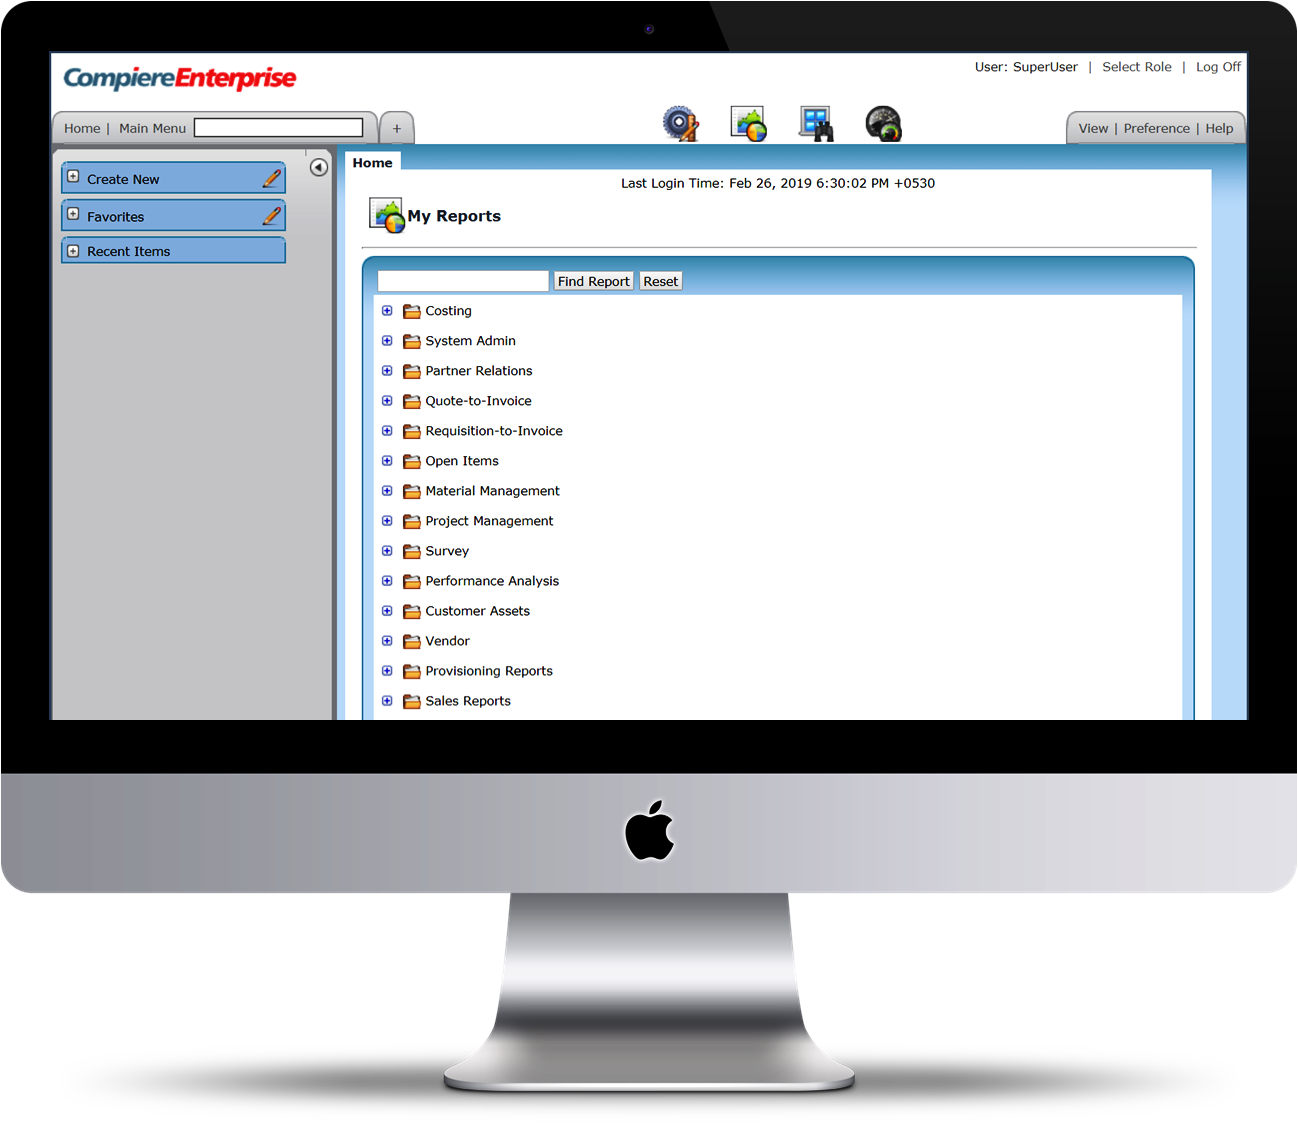 CompiereEnterprise
User: SuperUser | Select Role | Log Off
Home | Main Menu
+
View | Preference | Help
Create New
Favorites
Recent Items
Home
Last Login Time: Feb 26, 2019 6:30:02 PM +0530
My Reports
Find Report Reset
Costing
System Admin
Partner Relations
Quote-to-Invoice
Requisition-to-Invoice
Open Items
Material Management
Project Management
Survey
Performance Analysis
Customer Assets
Vendor
Provisioning Reports
Sales Reports